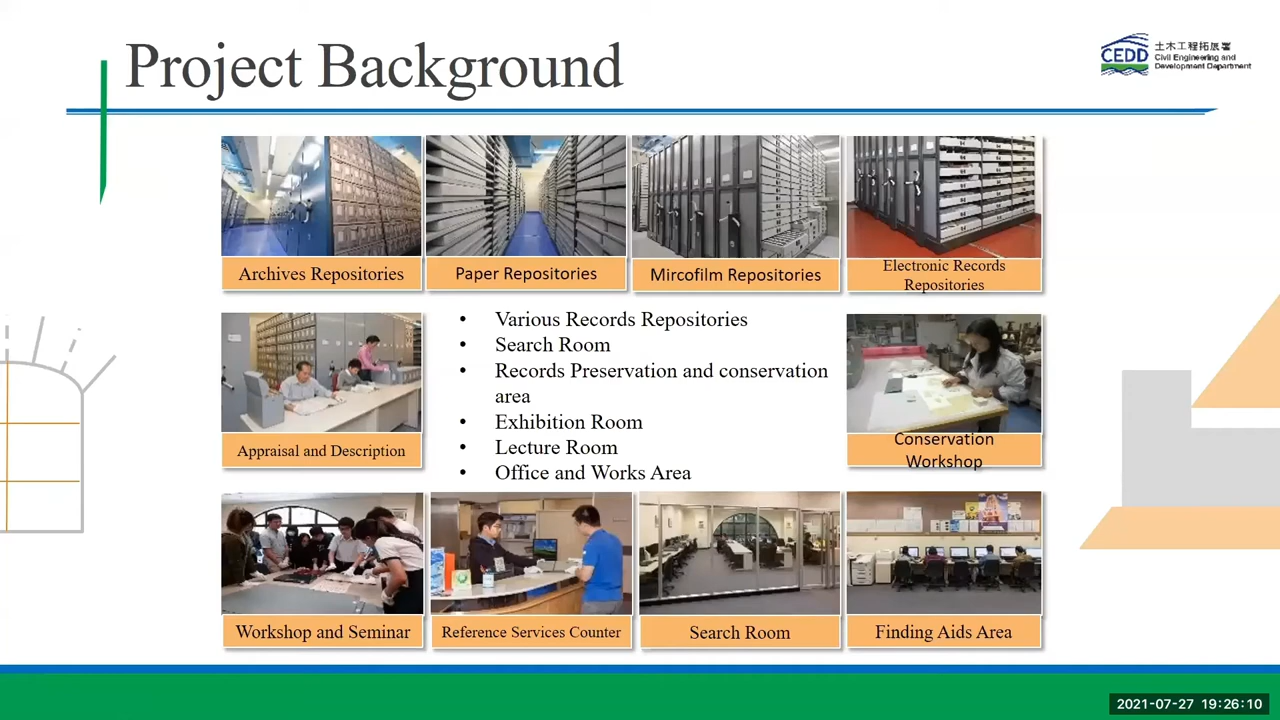 Project Background
CEDD
土木工程拓展署
Civil Engineering and
Development Department
Archives Repositories
Paper Repositories
Mircofilm Repositories
Electronic Records
Repositories
• Various Records Repositories
• Search Room
• Records Preservation and conservation
area
• Exhibition Room
• Lecture Room
• Office and Works Area
Appraisal and Description
Conservation
Workshop
Workshop and Seminar
Reference Services Counter
Search Room
Finding Aids Area
2021-07-27 19:26:10